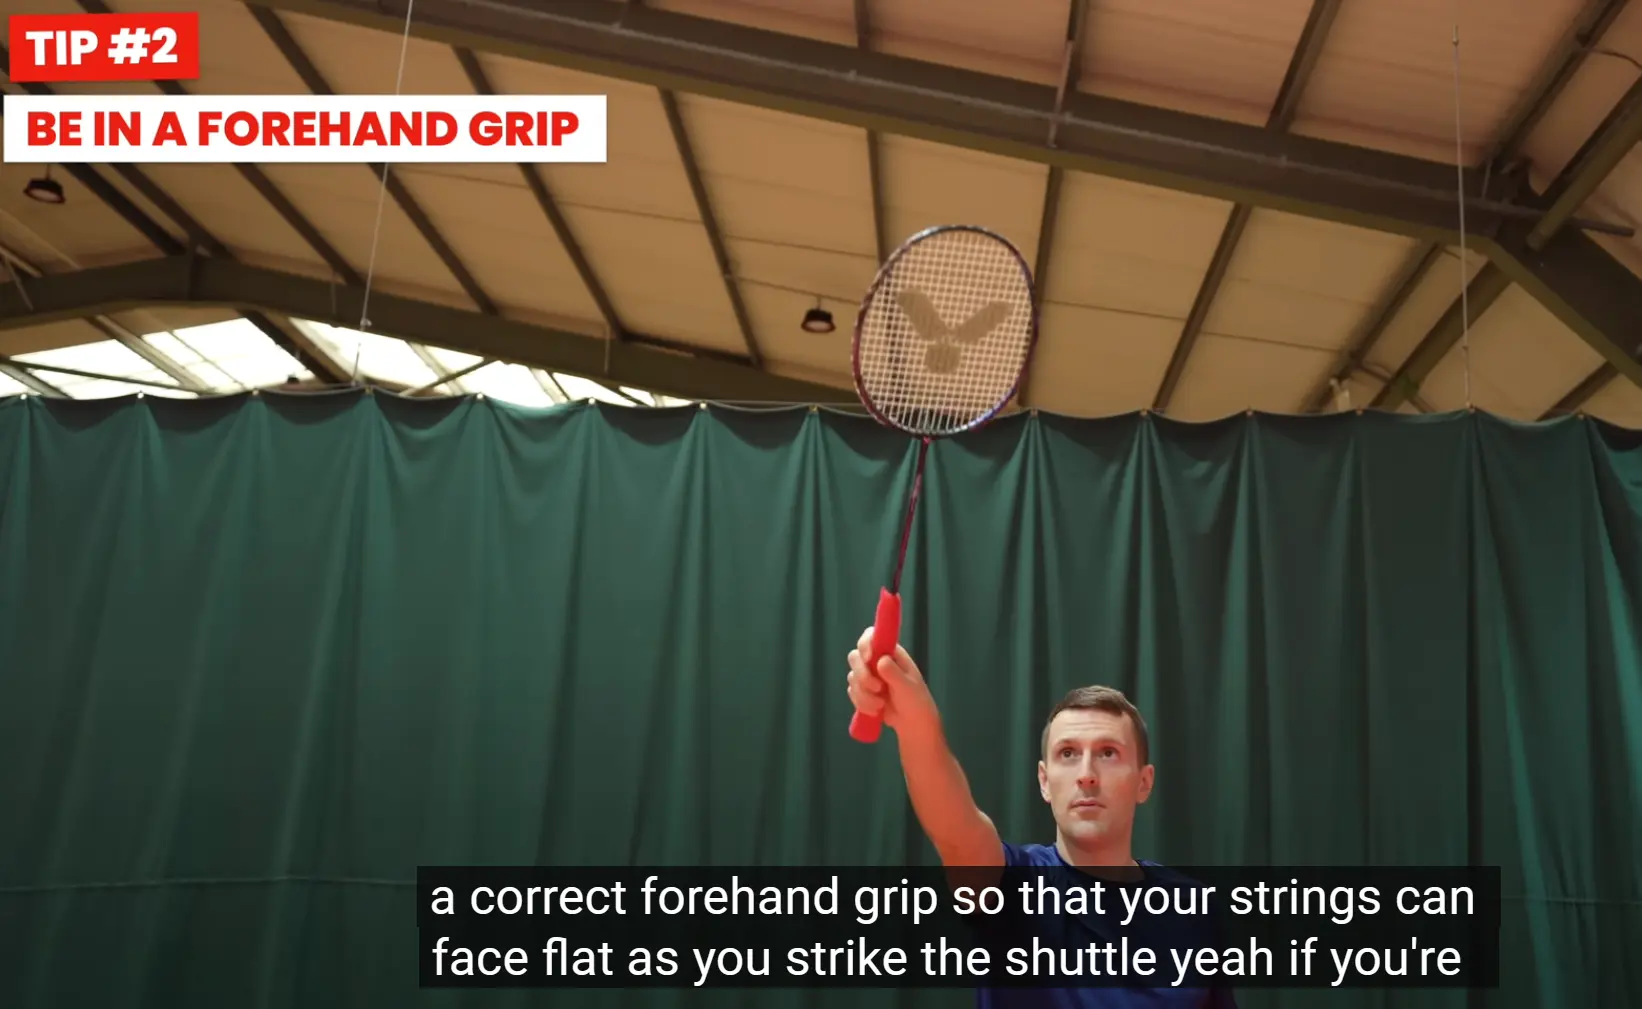 TIP #2
BE IN A FOREHAND GRIP
a correct forehand grip so that your strings can
face flat as you strike the shuttle yeah if you're